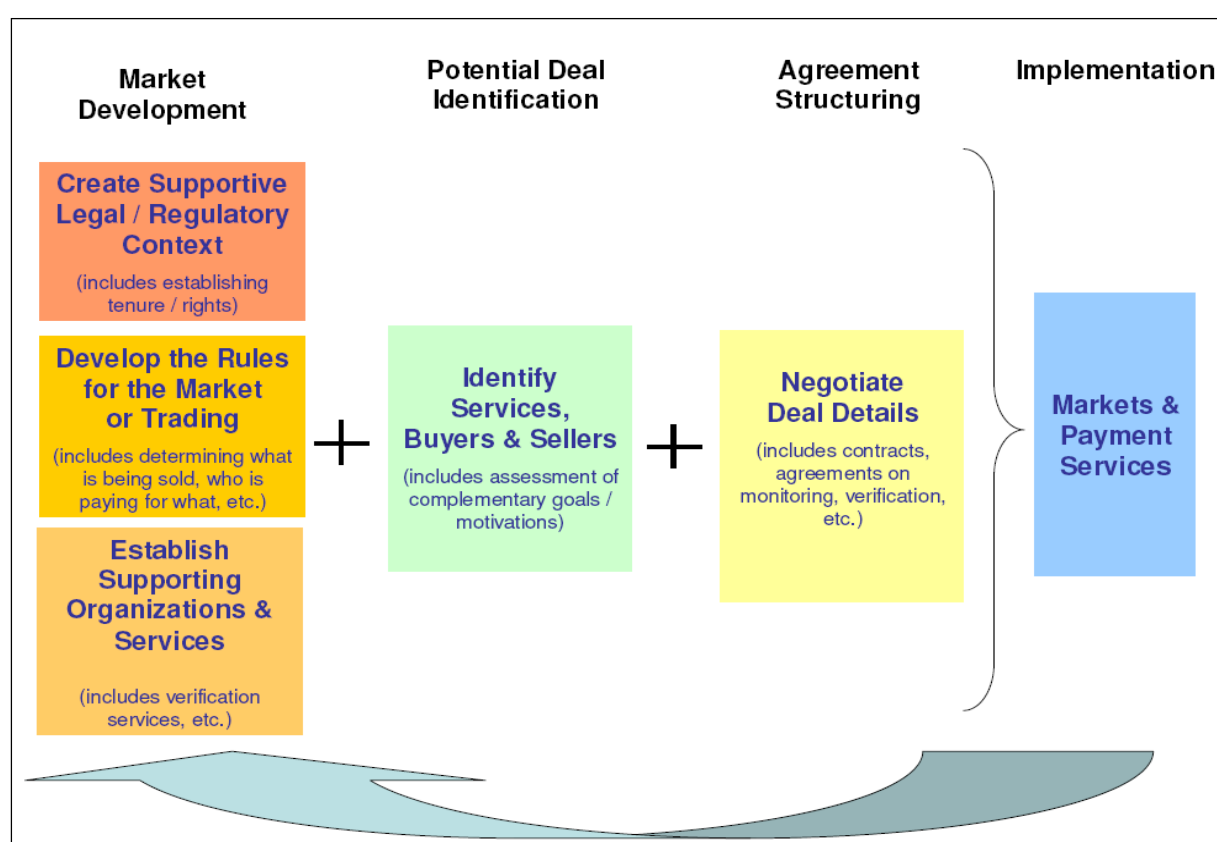 Market
Development
Potential Deal
Identification
Agreement
Structuring
Implementation
Create Supportive
Legal / Regulatory
Context
(includes establishing
tenure / rights)
Develop the Rules
for the Market
or Trading
(includes determining what
is being sold, who is
paying for what, etc.)
Establish
Supporting
Organizations &
Services
(includes verification
services, etc.)
+
Identify
Services,
Buyers & Sellers
(includes assessment of
complementary goals /
motivations)
+
Negotiate
Deal Details
(includes contracts,
agreements on
monitoring, verification,
etc.)
Markets &
Payment
Services